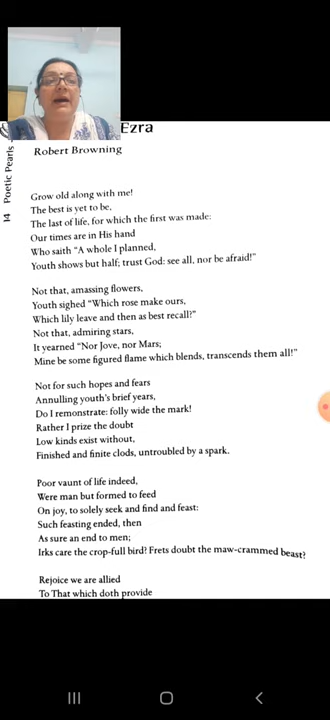 Ezra
Robert Browning
14 Poetic Pearls
Grow old along with me!
The best is yet to be,
The last of life, for which the first was made:
Our times are in His hand
Who saith "A whole I planned,
Youth shows but half; trust God: see all, nor be afraid!"
Not that, amassing flowers,
Youth sighed "Which rose make ours,
Which lily leave and then as best recall?"
Not that, admiring stars,
It yearned "Nor Jove, nor Mars;
Mine be some figured flame which blends, transcends them all!"
Not for such hopes and fears
Annulling youth's brief years,
Do I remonstrate: folly wide the mark!
Rather I prize the doubt
Low kinds exist without,
Finished and finite clods, untroubled by a spark.
Poor vaunt of life indeed,
Were man but formed to feed
On joy, to solely seek and find and feast:
Such feasting ended, then
As sure an end to men;
Irks care the crop-full bird? Frets doubt the maw-crammed beast?
Rejoice we are allied
To That which doth provide